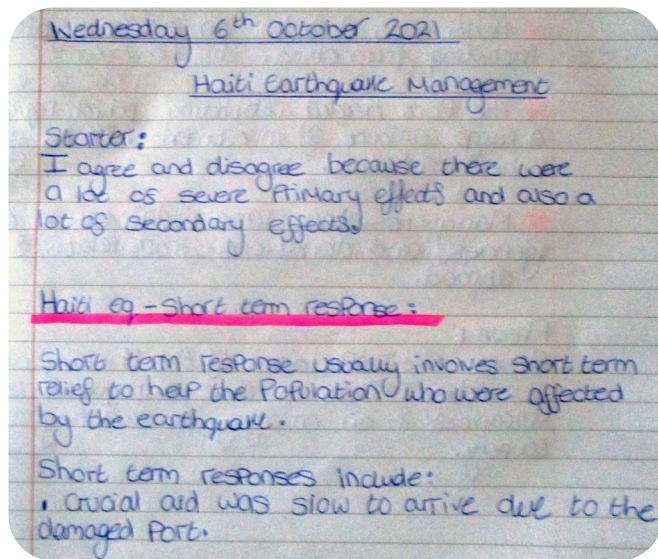 Wednesday 6th October 2021
Haiti Earthquake Management
Starter:
I agree and disagree because there were
a lot of severe Primary effects and also a
lot of secondary effects.
Haiti eq - Short term response:
Short term response usually involves short term
relief to help the Population who were affected
by the earthquake.
Short term responses include:
• Crucial aid was slow to arrive due to the
damaged Port.